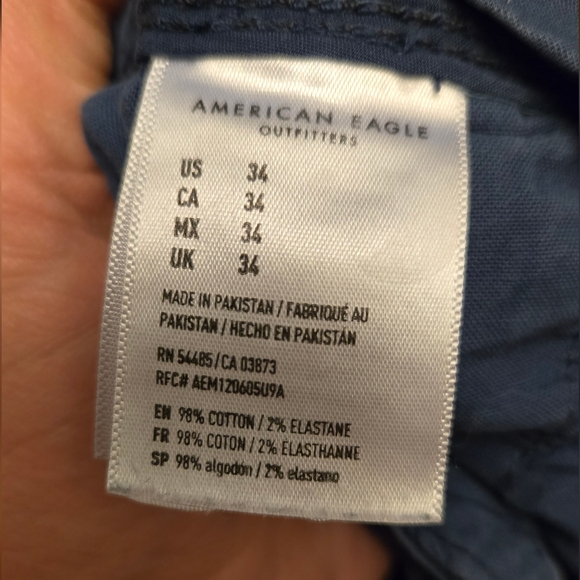 AMERICAN EAGLE
OUTFITTERS
US 34
CA 34
MX 34
UK 34
MADE IN PAKISTAN / FABRIQUÉ AU
PAKISTAN / HECHO EN PAKISTÁN
RN 54485/CA 03873
RFC# AEM120605U9A
EN 98% COTTON / 2% ELASTANE
FR 98% COTON / 2% ELASTHANNE
SP 98% algodón / 2% elastano